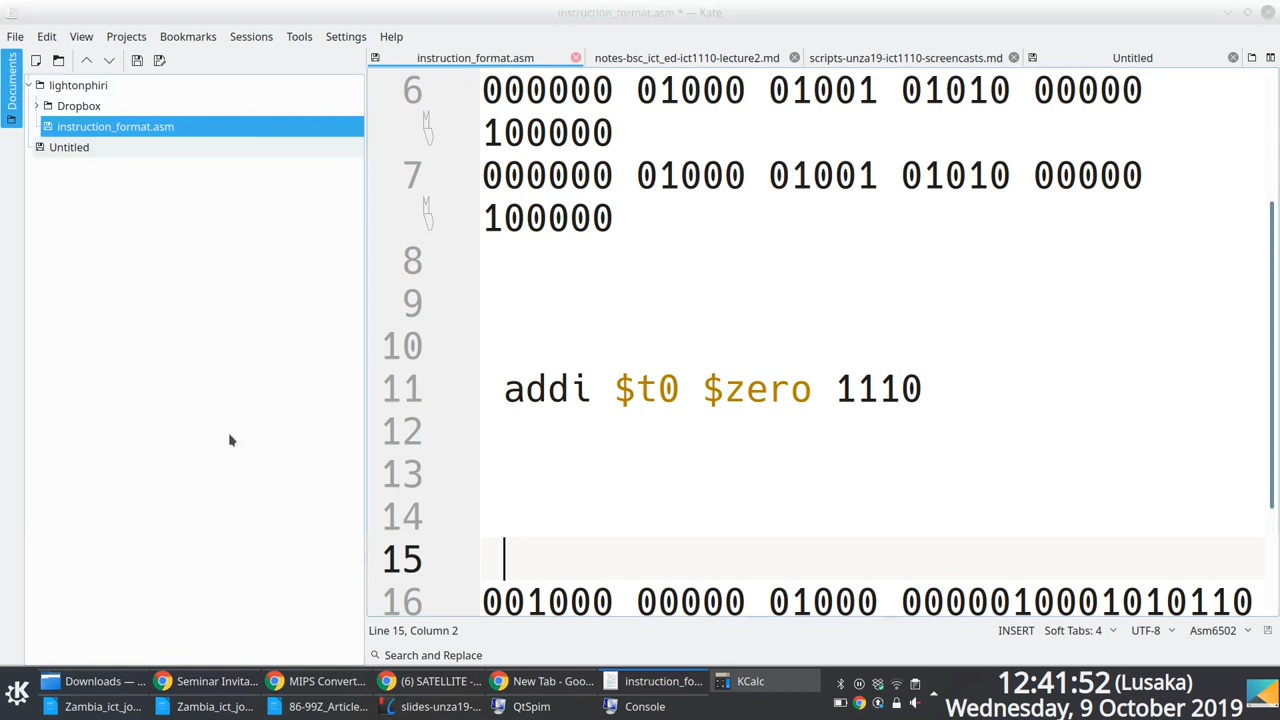 instruction_format.asm * — Kate
File Edit View Projects Bookmarks Sessions Tools Settings Help
Documents
instruction_format.asm notes-bsc_ict_ed-ict1110-lecture2.md scripts-unza19-ict1110-screencasts.md Untitled
lightonphiri
Dropbox
instruction_format.asm
Untitled
6 000000 01000 01001 01010 00000
100000
7 000000 01000 01001 01010 00000
100000
8
9
10
11 addi $t0 $zero 1110
12
13
14
15
16 001000 00000 01000 0000010001010110
Line 15, Column 2 INSERT Soft Tabs: 4 UTF-8 Asm6502
Search and Replace
Downloads — ... Seminar Invita... MIPS Convert... (6) SATELLITE -... New Tab - Goo... instruction_fo... KCalc
Zambia_ict_jo... Zambia_ict_jo... 86-99Z_Article... slides-unza19-... QtSpim Console
12:41:52 (Lusaka)
Wednesday, 9 October 2019